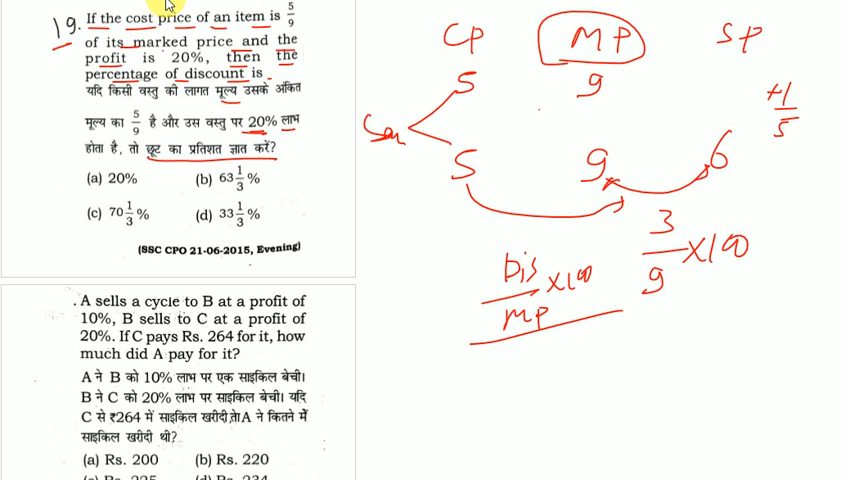 19. If the cost price of an item is 5/9
of its marked price and the
profit is 20%, then the
percentage of discount is .
यदि किसी वस्तु की लागत मूल्य उसके अंकित
मूल्य का 5/9 है और उस वस्तु पर 20% लाभ
होता है, तो छूट का प्रतिशत ज्ञात करें?
(a) 20% (b) 63 1/3 %
(c) 70 1/3 % (d) 33 1/3 %
(SSC CPO 21-06-2015, Evening)
. A sells a cycle to B at a profit of
10%, B sells to C at a profit of
20%. If C pays Rs. 264 for it, how
much did A pay for it?
A ने B को 10% लाभ पर एक साइकिल बेची।
B ने C को 20% लाभ पर साइकिल बेची। यदि
C से ₹264 में साइकिल खरीदी,तो A ने कितने में
साइकिल खरीदी थी?
(a) Rs. 200 (b) Rs. 220
CP MP SP
5 9
+1/5
5 9 6
Dis/MP ×100 3/9 ×100